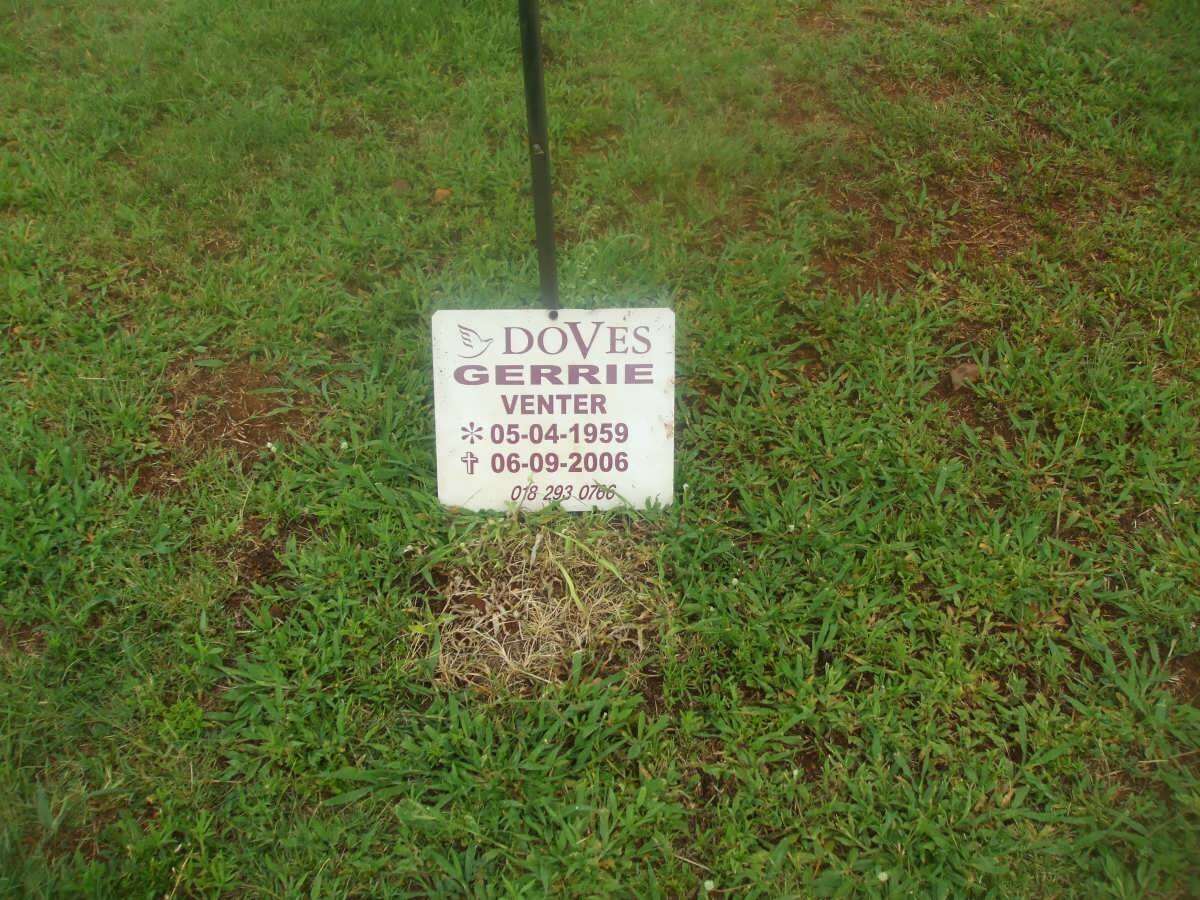 DOVES
GERRIE
VENTER
* 05-04-1959
✝ 06-09-2006
018 293 0766